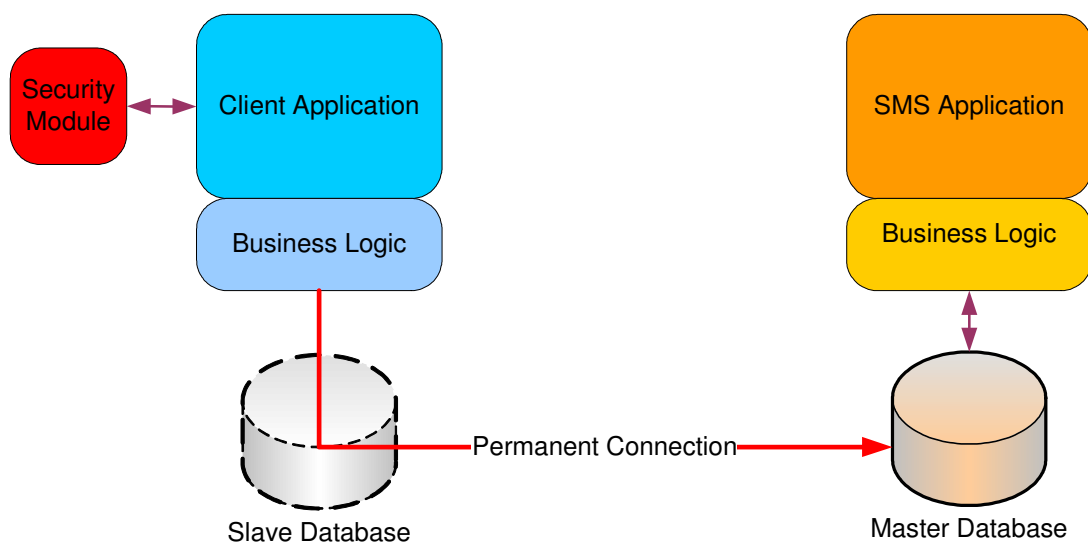 Security
Module
Client Application
SMS Application
Business Logic
Business Logic
Permanent Connection
Slave Database
Master Database